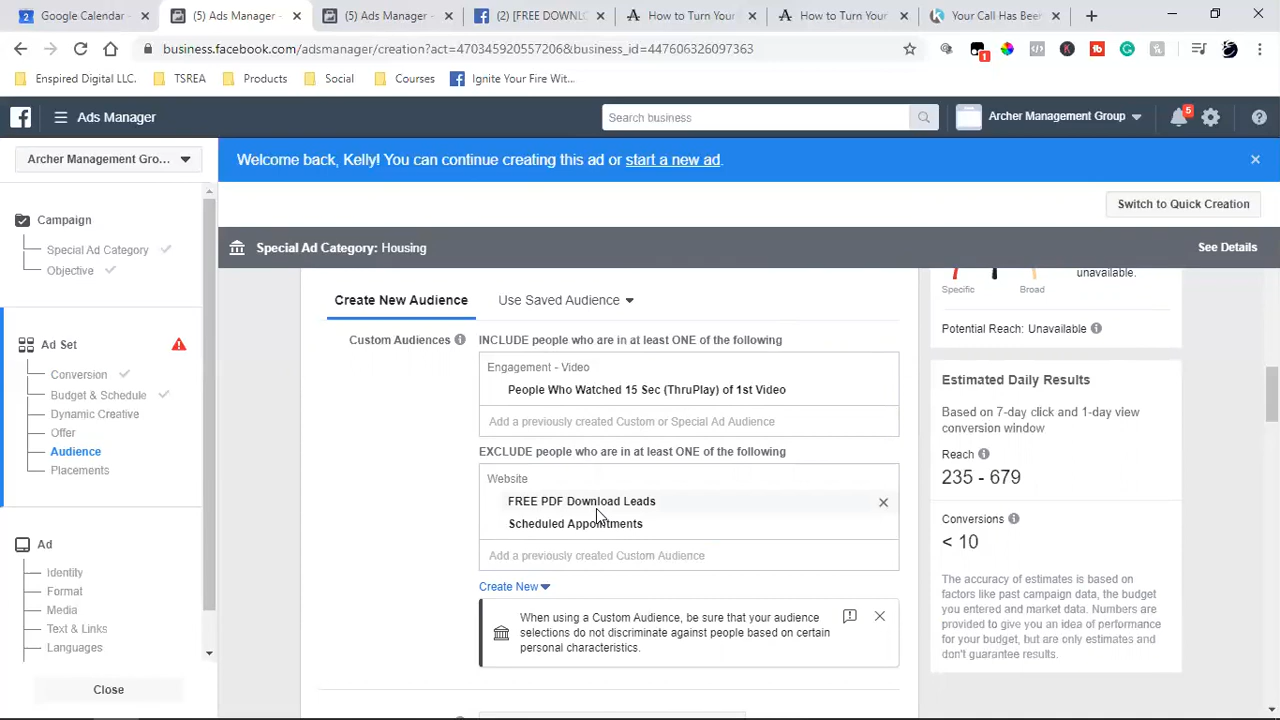 2 Google Calendar -
(5) Ads Manager -
(5) Ads Manager -
(2) [FREE DOWNL
How to Turn Your
How to Turn Your
Your Call Has Been
business.facebook.com/adsmanager/creation?act=470345920557206&business_id=447606326097363
1
Enspired Digital LLC.
TSREA
Products
Social
Courses
Ignite Your Fire Wit...
Ads Manager
Search business
Archer Management Group
5
Archer Management Gro...
Welcome back, Kelly! You can continue creating this ad or start a new ad.
Switch to Quick Creation
Campaign
Special Ad Category
Objective
Special Ad Category: Housing
See Details
unavailable.
Specific
Broad
Potential Reach: Unavailable
Create New Audience
Use Saved Audience
Custom Audiences
INCLUDE people who are in at least ONE of the following
Engagement - Video
People Who Watched 15 Sec (ThruPlay) of 1st Video
Add a previously created Custom or Special Ad Audience
EXCLUDE people who are in at least ONE of the following
Website
FREE PDF Download Leads
Scheduled Appointments
Add a previously created Custom Audience
Create New
When using a Custom Audience, be sure that your audience
selections do not discriminate against people based on certain
personal characteristics.
Ad Set
Conversion
Budget & Schedule
Dynamic Creative
Offer
Audience
Placements
Ad
Identity
Format
Media
Text & Links
Languages
Close
Estimated Daily Results
Based on 7-day click and 1-day view
conversion window
Reach
235 - 679
Conversions
< 10
The accuracy of estimates is based on
factors like past campaign data, the budget
you entered and market data. Numbers are
provided to give you an idea of performance
for your budget, but are only estimates and
don't guarantee results.